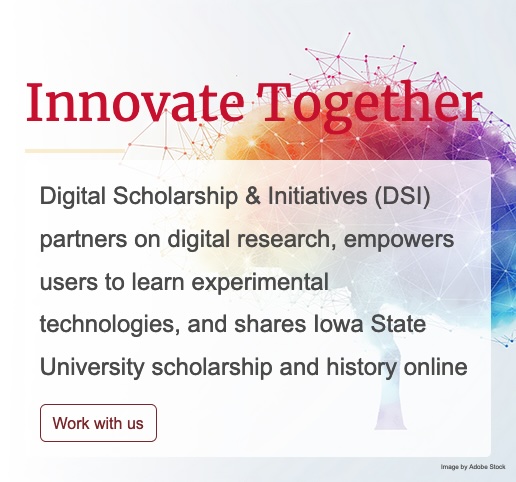 Innovate Together
Digital Scholarship & Initiatives (DSI)
partners on digital research, empowers
users to learn experimental
technologies, and shares Iowa State
University scholarship and history online
Work with us
Image by Adobe Stock